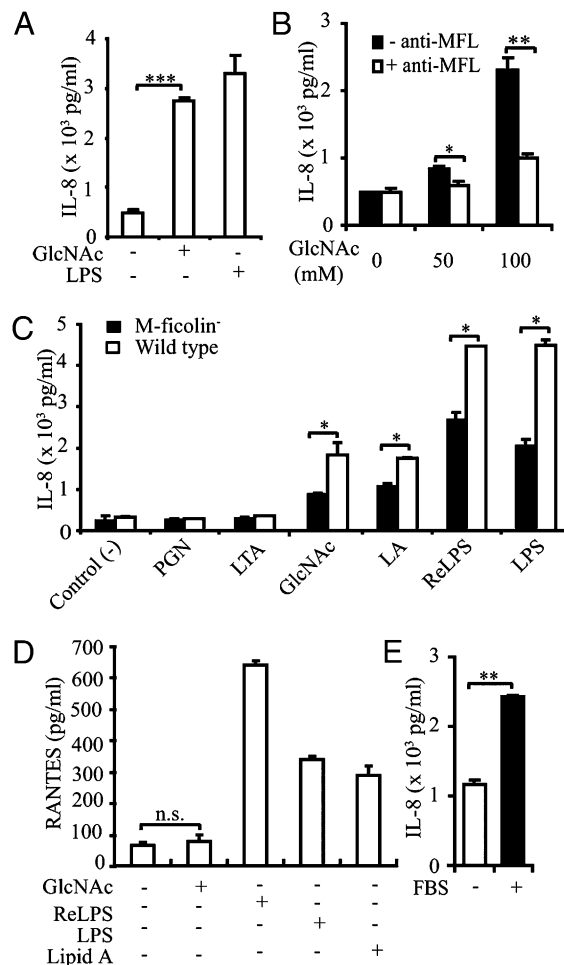 A
IL-8 (x 10³ pg/ml)
4
3
2
1
0
***
GlcNAc - + -
LPS - - +
B
IL-8 (x 10³ pg/ml)
3
2
1
0
- anti-MFL
+ anti-MFL
*
**
GlcNAc
(mM) 0 50 100
C
IL-8 (x 10³ pg/ml)
5
4
3
2
1
0
M-ficolin⁻
Wild type
* * * *
Control (-) PGN LTA GlcNAc LA ReLPS LPS
D
RANTES (pg/ml)
700
600
500
400
300
200
100
0
n.s.
GlcNAc - + - - -
ReLPS - - + - -
LPS - - - + -
Lipid A - - - - +
E
IL-8 (x 10³ pg/ml)
3
2
1
0
**
FBS - +